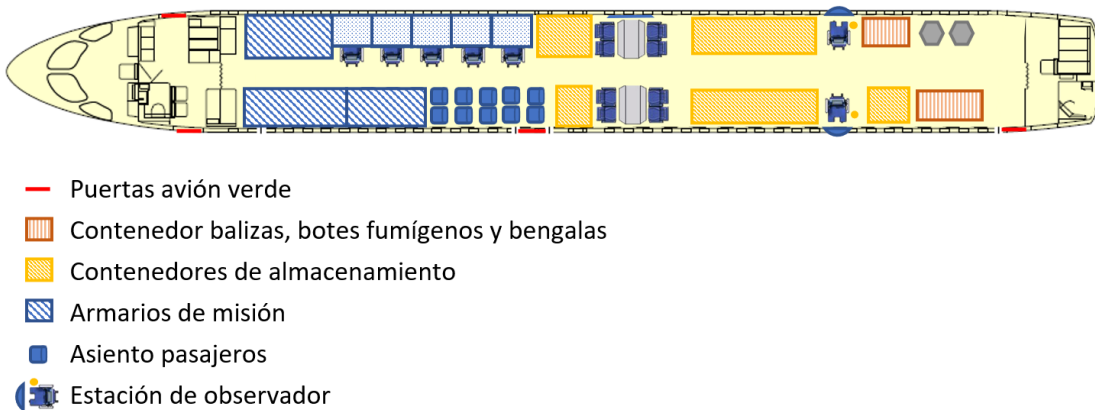 Puertas avión verde
Contenedor balizas, botes fumígenos y bengalas
Contenedores de almacenamiento
Armarios de misión
Asiento pasajeros
Estación de observador